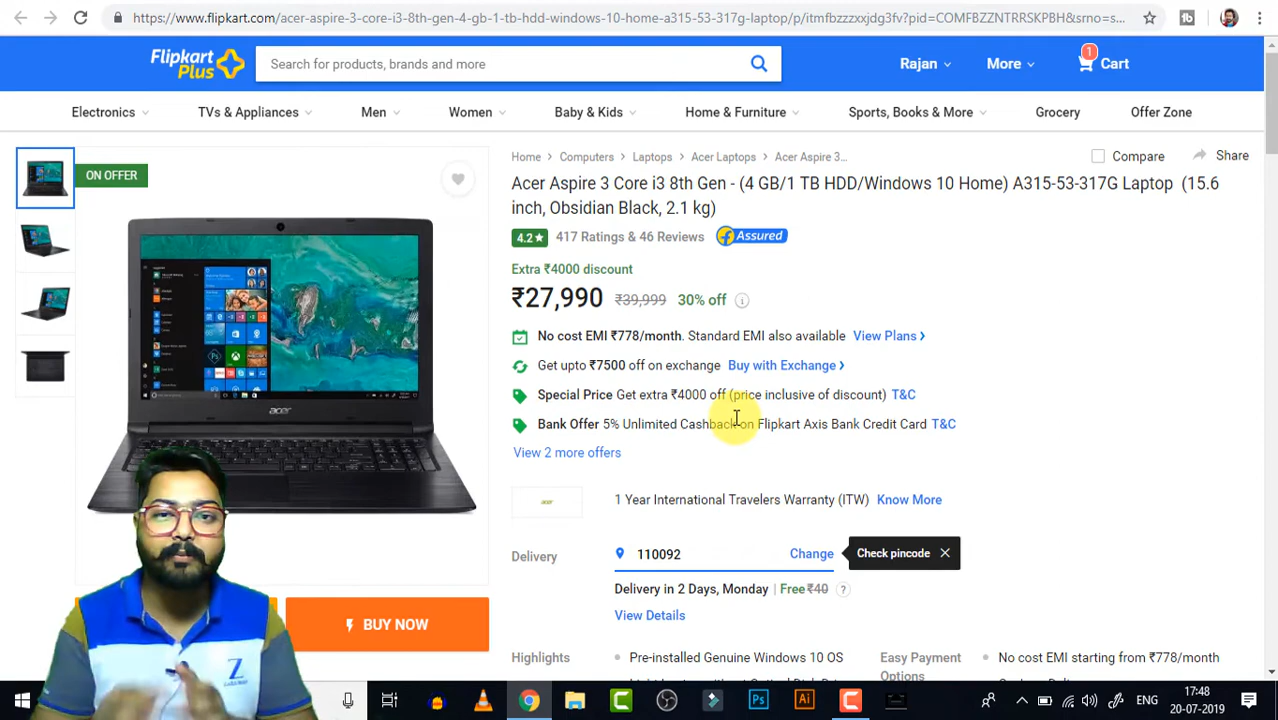 https://www.flipkart.com/acer-aspire-3-core-i3-8th-gen-4-gb-1-tb-hdd-windows-10-home-a315-53-317g-laptop/p/itmfbzzzxxjdg3fv?pid=COMFBZZNTRRSKPBH&srno=s...
Flipkart Plus
Search for products, brands and more
Rajan
More
1
Cart
Electronics
TVs & Appliances
Men
Women
Baby & Kids
Home & Furniture
Sports, Books & More
Grocery
Offer Zone
ON OFFER
Home > Computers > Laptops > Acer Laptops > Acer Aspire 3...
Compare
Share
Acer Aspire 3 Core i3 8th Gen - (4 GB/1 TB HDD/Windows 10 Home) A315-53-317G Laptop (15.6
inch, Obsidian Black, 2.1 kg)
4.2★ 417 Ratings & 46 Reviews Assured
Extra ₹4000 discount
₹27,990 ₹39,999 30% off
No cost EMI ₹778/month. Standard EMI also available View Plans >
Get upto ₹7500 off on exchange Buy with Exchange >
Special Price Get extra ₹4000 off (price inclusive of discount) T&C
Bank Offer 5% Unlimited Cashback on Flipkart Axis Bank Credit Card T&C
View 2 more offers
acer
acer
1 Year International Travelers Warranty (ITW) Know More
Delivery
110092
Change
Check pincode
Delivery in 2 Days, Monday | Free ₹40 ?
View Details
BUY NOW
Highlights
Pre-installed Genuine Windows 10 OS
Easy Payment
Options
No cost EMI starting from ₹778/month
Z
Ps
Ai
ENG
17:48
20-07-2019